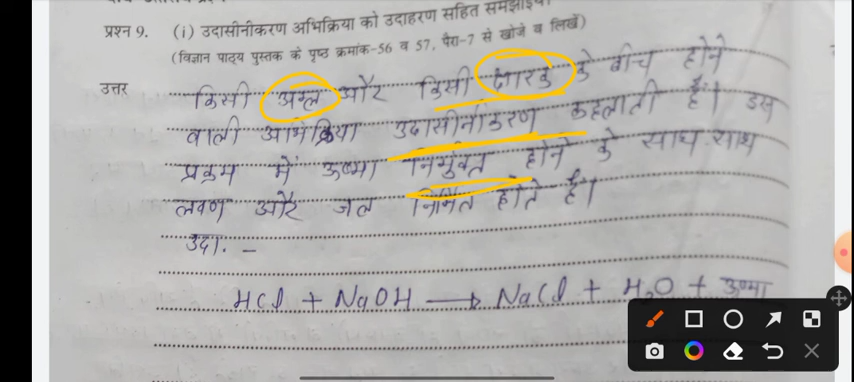 प्रश्न 9. (i) उदासीनीकरण अभिक्रिया को उदाहरण सहित समझाइये
(विज्ञान पाठ्य पुस्तक के पृष्ठ क्रमांक-56 व 57, पैरा-7 से खोजे व लिखें)
उत्तर किसी अम्ल और किसी क्षारक के बीच होने
वाली अभिक्रिया उदासीनीकरण कहलाती है। इस
प्रक्रम में ऊष्मा निर्मुक्त होने के साथ-साथ
लवण और जल निर्मित होते हैं।
उदा. -
HCl + NaOH → NaCl + H₂O + ऊष्मा